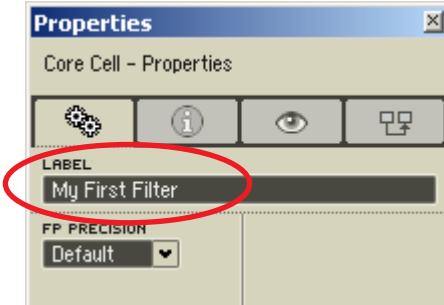 Properties
Core Cell – Properties
LABEL
My First Filter
FP PRECISION
Default